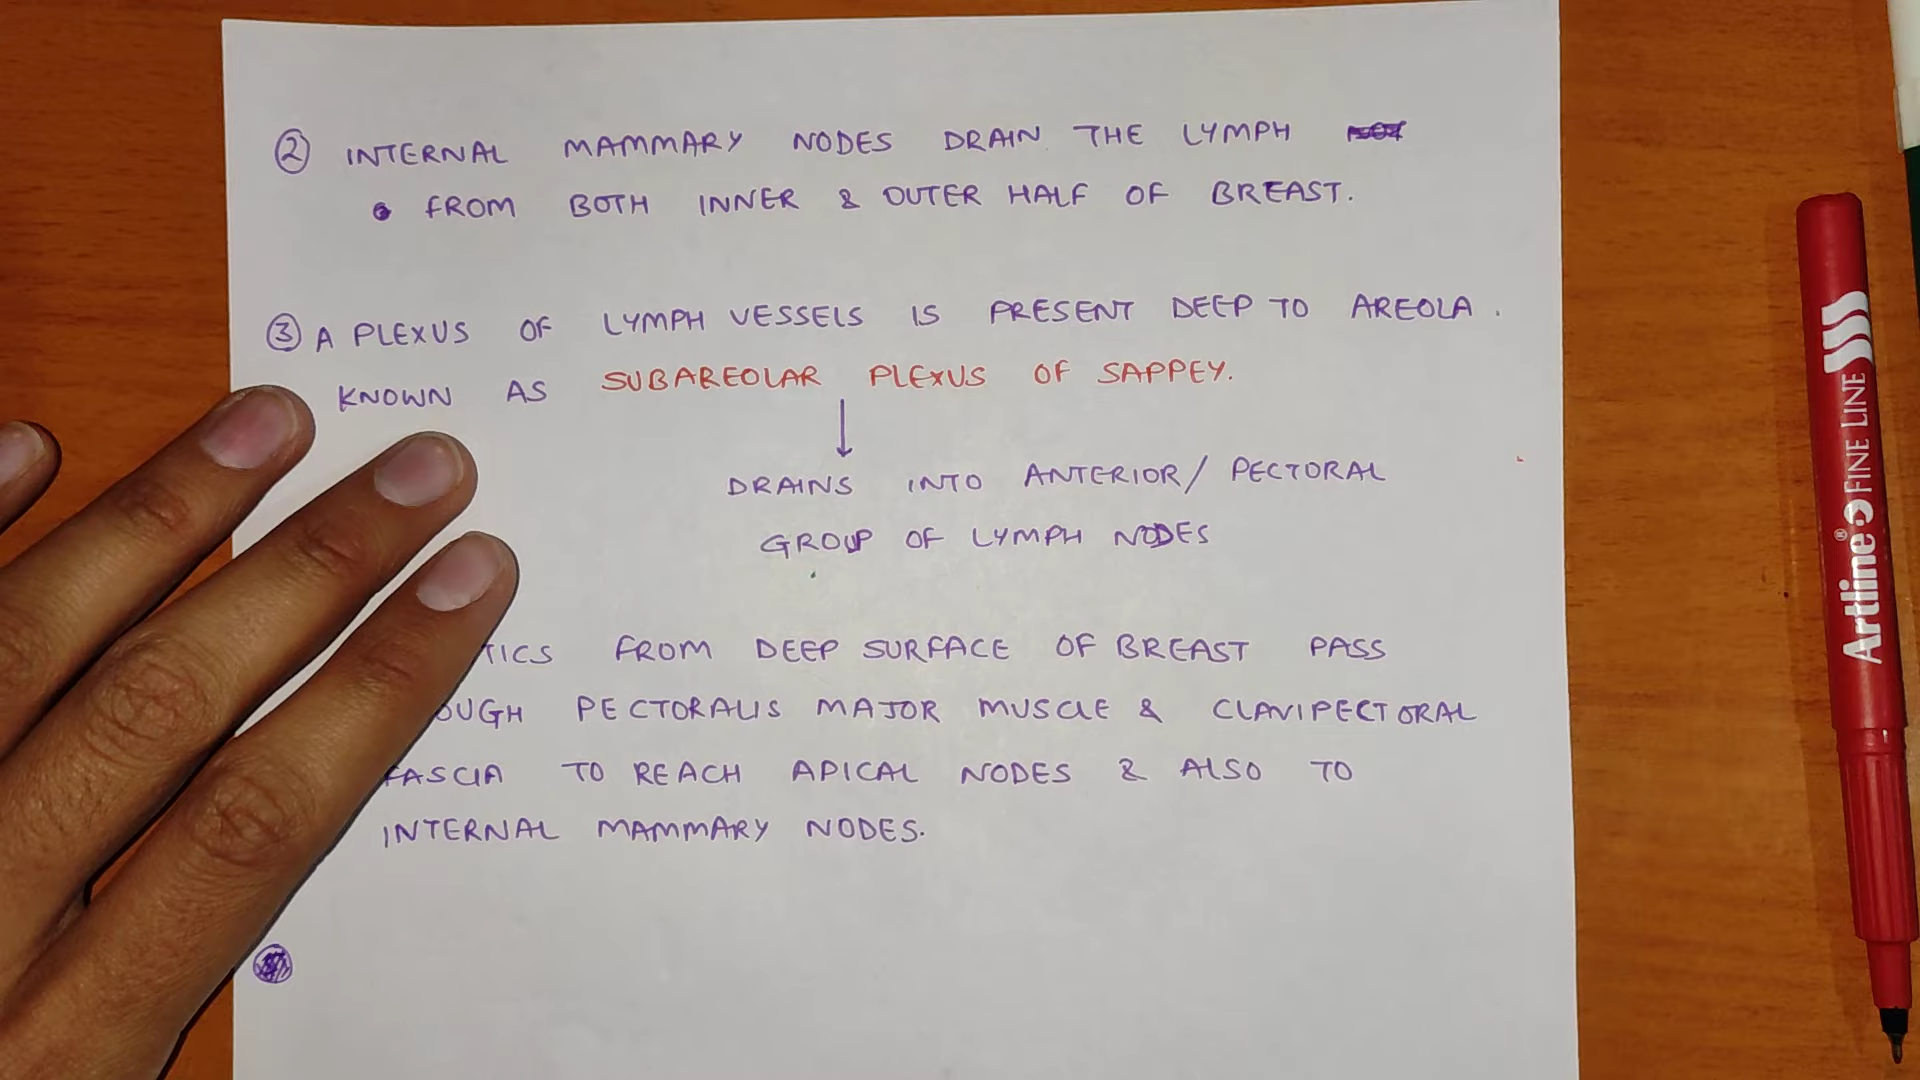 ② INTERNAL MAMMARY NODES DRAIN THE LYMPH
FROM BOTH INNER & OUTER HALF OF BREAST.
③ A PLEXUS OF LYMPH VESSELS IS PRESENT DEEP TO AREOLA.
KNOWN AS SUBAREOLAR PLEXUS OF SAPPEY.
↓
DRAINS INTO ANTERIOR/ PECTORAL
GROUP OF LYMPH NODES
TICS FROM DEEP SURFACE OF BREAST PASS
OUGH PECTORALIS MAJOR MUSCLE & CLAVIPECTORAL
FASCIA TO REACH APICAL NODES & ALSO TO
INTERNAL MAMMARY NODES.
Artline® FINE LINE